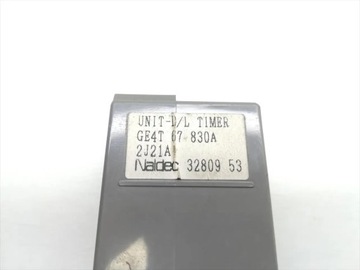 UNIT-D/L TIMER
GE4T 67 830A
2J21A
Naldec 32809 53